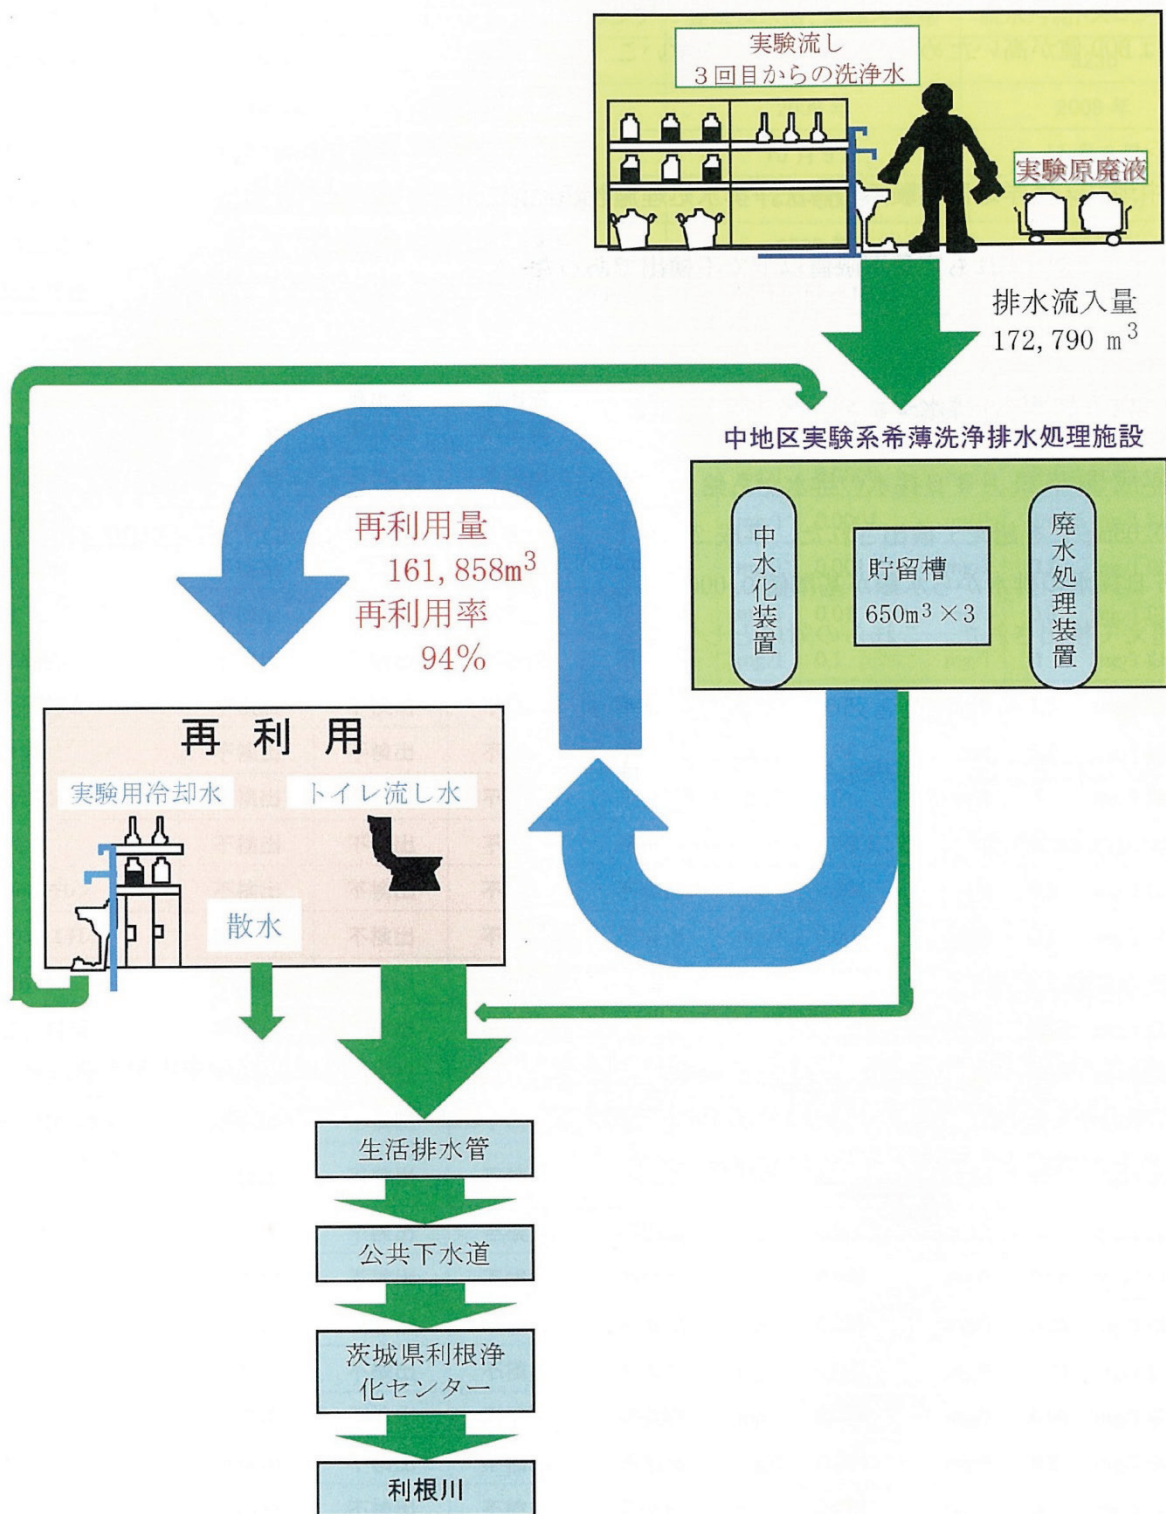 実験流し
３回目からの洗浄水
実験原廃液
排水流入量
172,790 m³
中地区実験系希薄洗浄排水処理施設
中水化装置
貯留槽
650m³×3
廃水処理装置
再利用量
161,858m³
再利用率
94%
再利用
実験用冷却水
トイレ流し水
散水
生活排水管
公共下水道
茨城県利根浄
化センター
利根川